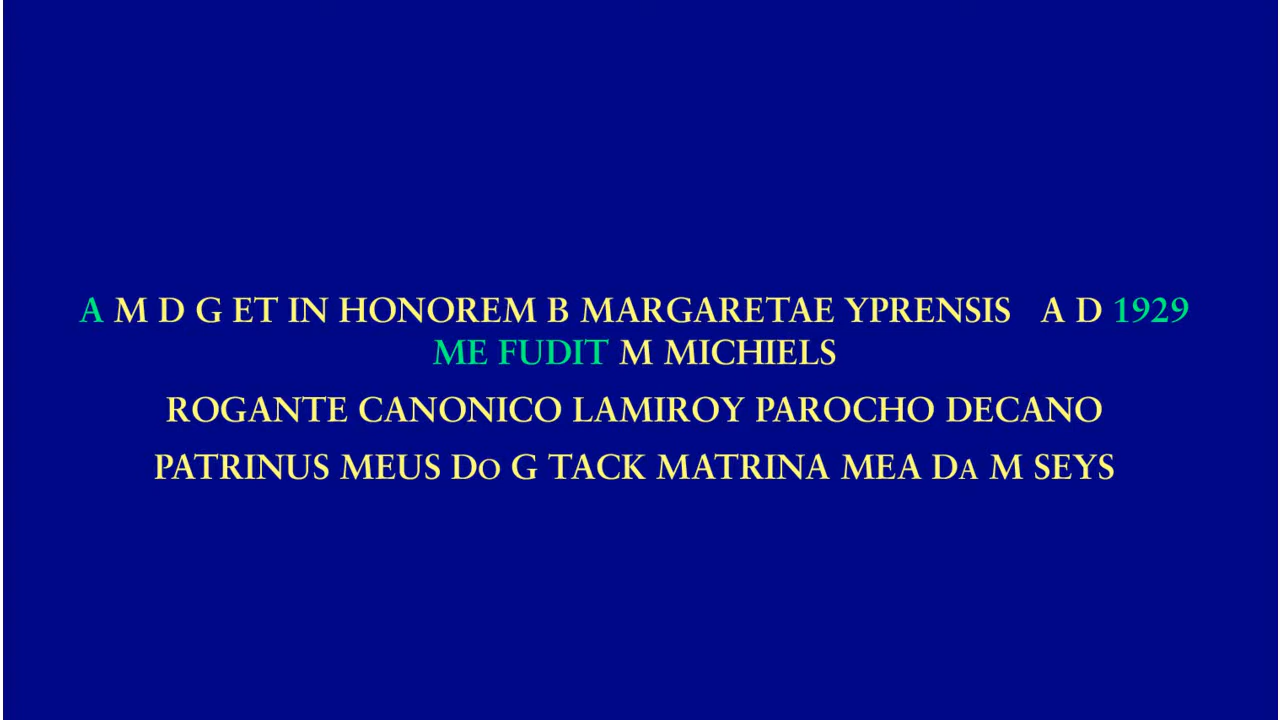 A M D G ET IN HONOREM B MARGARETAE YPRENSIS A D 1929
ME FUDIT M MICHIELS
ROGANTE CANONICO LAMIROY PAROCHO DECANO
PATRINUS MEUS DO G TACK MATRINA MEA DA M SEYS